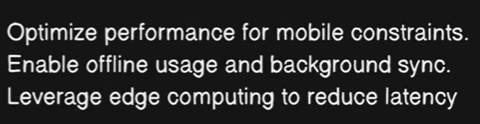 Optimize performance for mobile constraints.
Enable offline usage and background sync.
Leverage edge computing to reduce latency